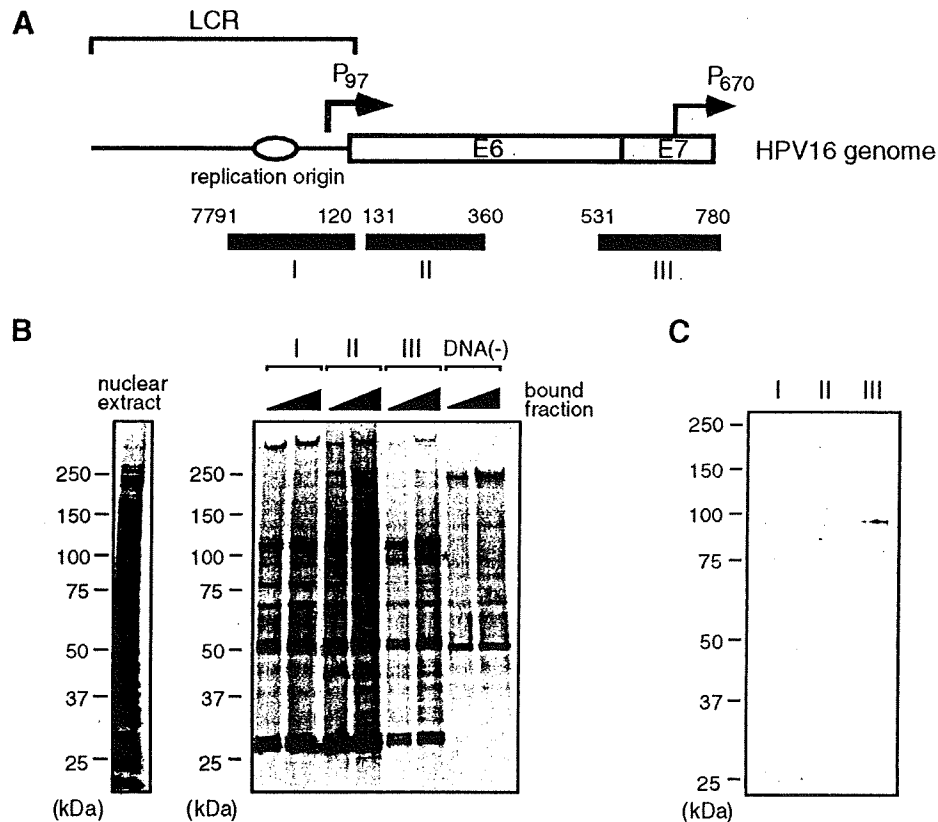 A
LCR
P97
P670
E6
E7
HPV16 genome
replication origin
7791 120 131 360 531 780
I II III
B
I II III DNA(-)
nuclear extract
bound fraction
250
150
100
75
50
37
25
(kDa)
250
150
100
75
50
37
25
(kDa)
*
C
I II III
250
150
100
75
50
37
25
(kDa)